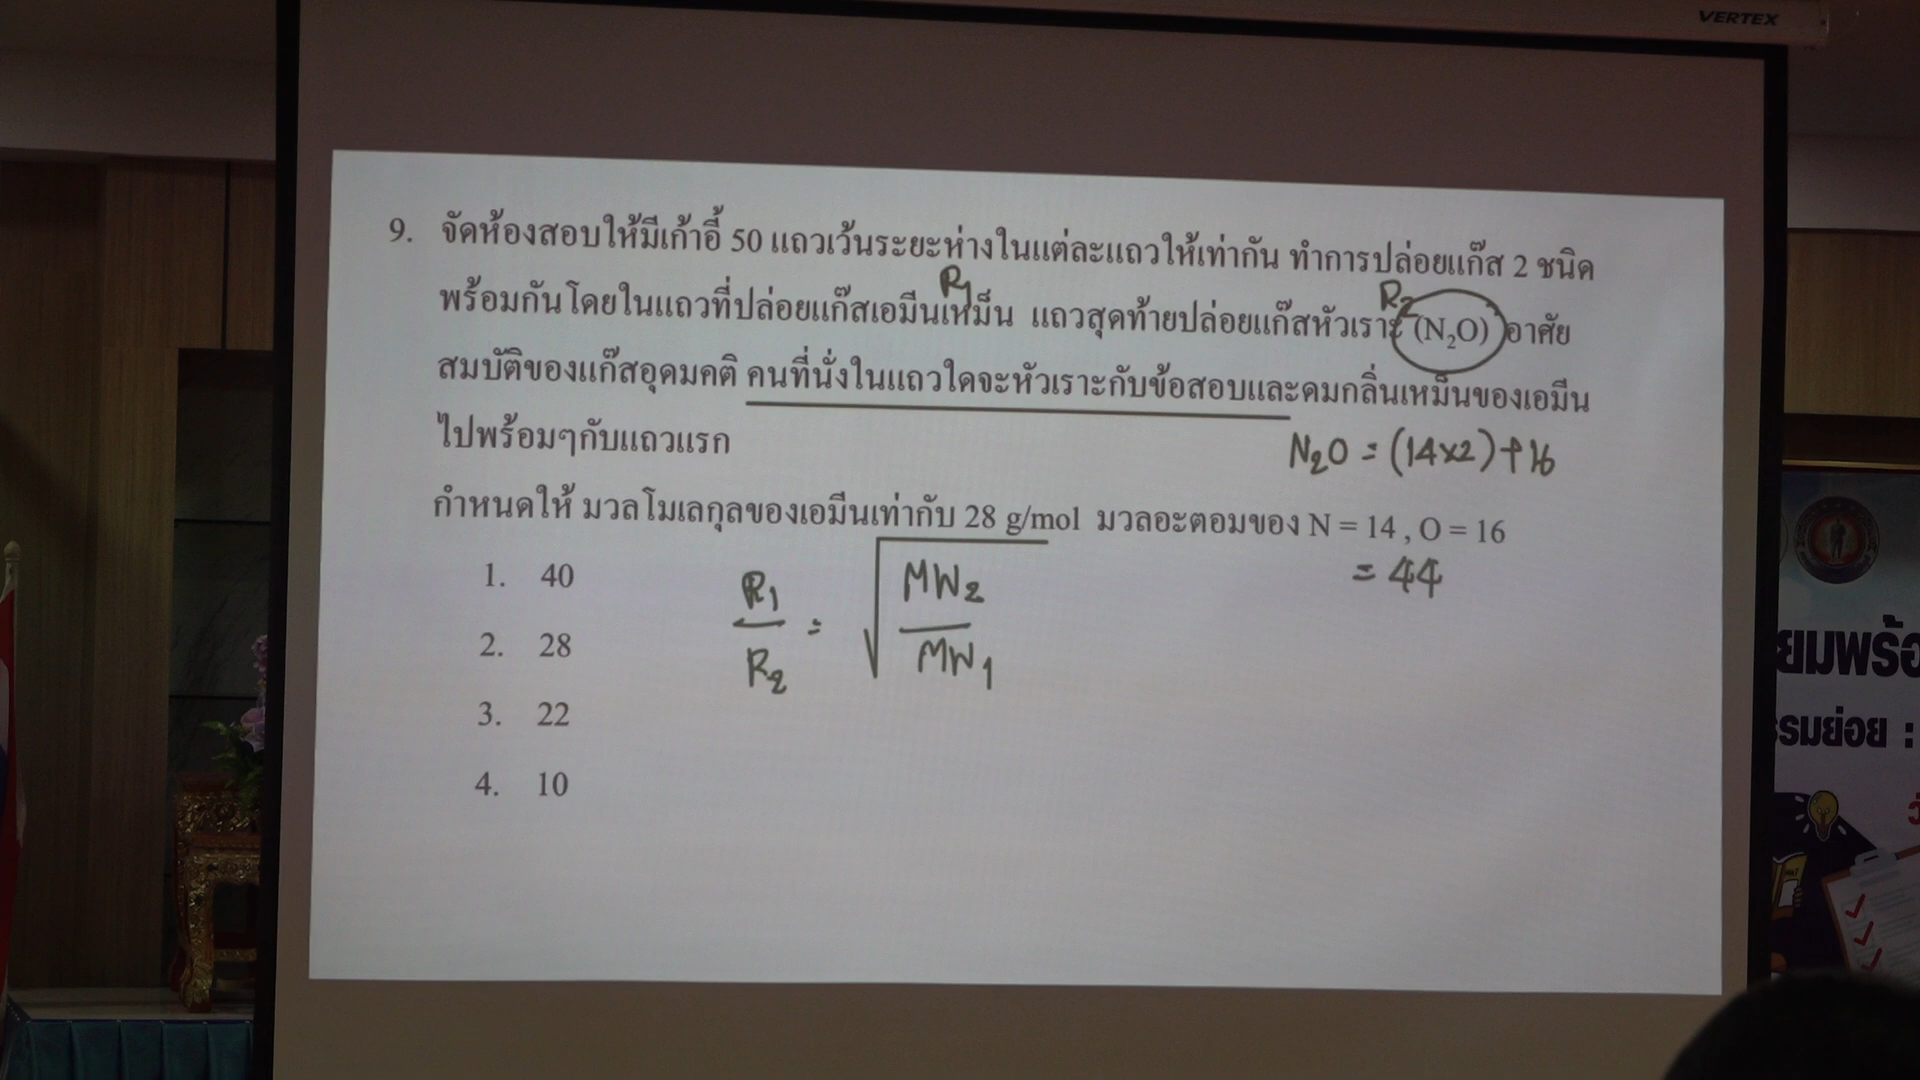 VERTEX
9. จัดห้องสอบให้มีเก้าอี้ 50 แถวเว้นระยะห่างในแต่ละแถวให้เท่ากัน ทำการปล่อยแก๊ส 2 ชนิด
R1 R2
พร้อมกันโดยในแถวที่ปล่อยแก๊สเอมีนเหม็น แถวสุดท้ายปล่อยแก๊สหัวเราะ (N₂O) อาศัย
สมบัติของแก๊สอุดมคติ คนที่นั่งในแถวใดจะหัวเราะกับข้อสอบและดมกลิ่นเหม็นของเอมีน
ไปพร้อมๆกับแถวแรก
N₂O = (14x2)+16
กำหนดให้ มวลโมเลกุลของเอมีนเท่ากับ 28 g/mol มวลอะตอมของ N = 14 , O = 16
= 44
1. 40
2. 28
3. 22
4. 10
R1/R2 = √(MW2/MW1)
รมย่อย :